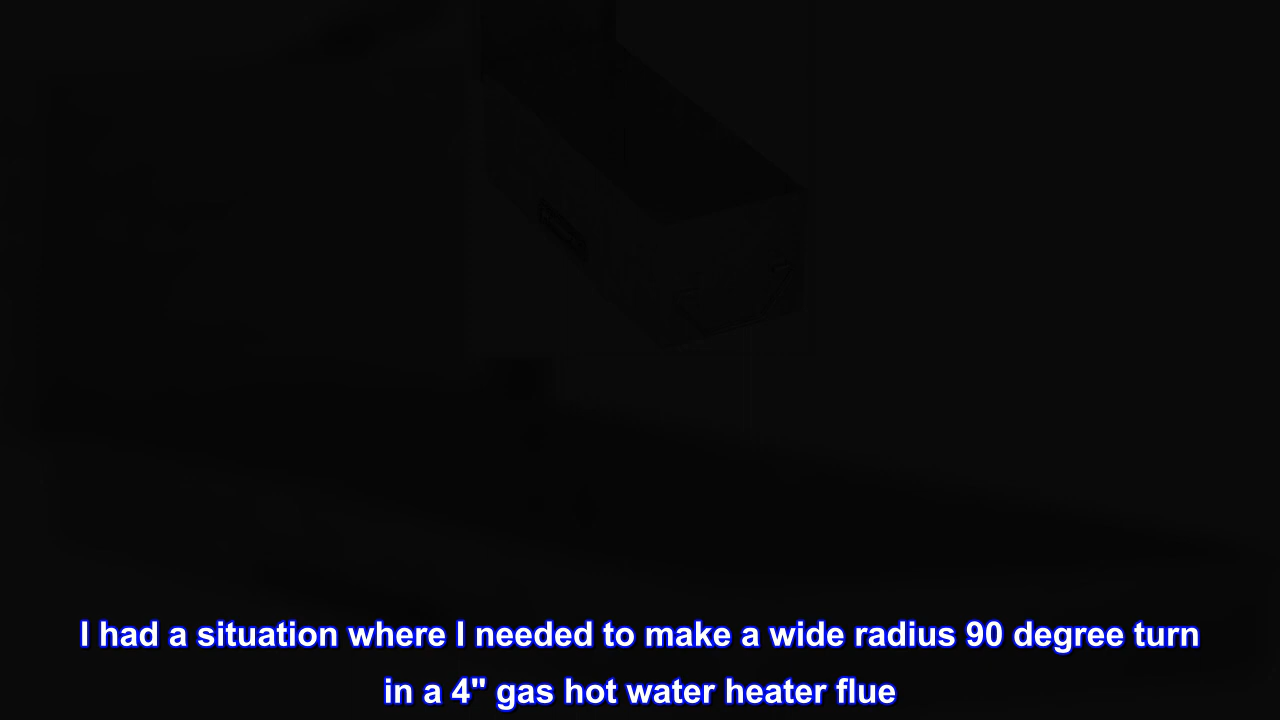 I had a situation where I needed to make a wide radius 90 degree turn
in a 4" gas hot water heater flue